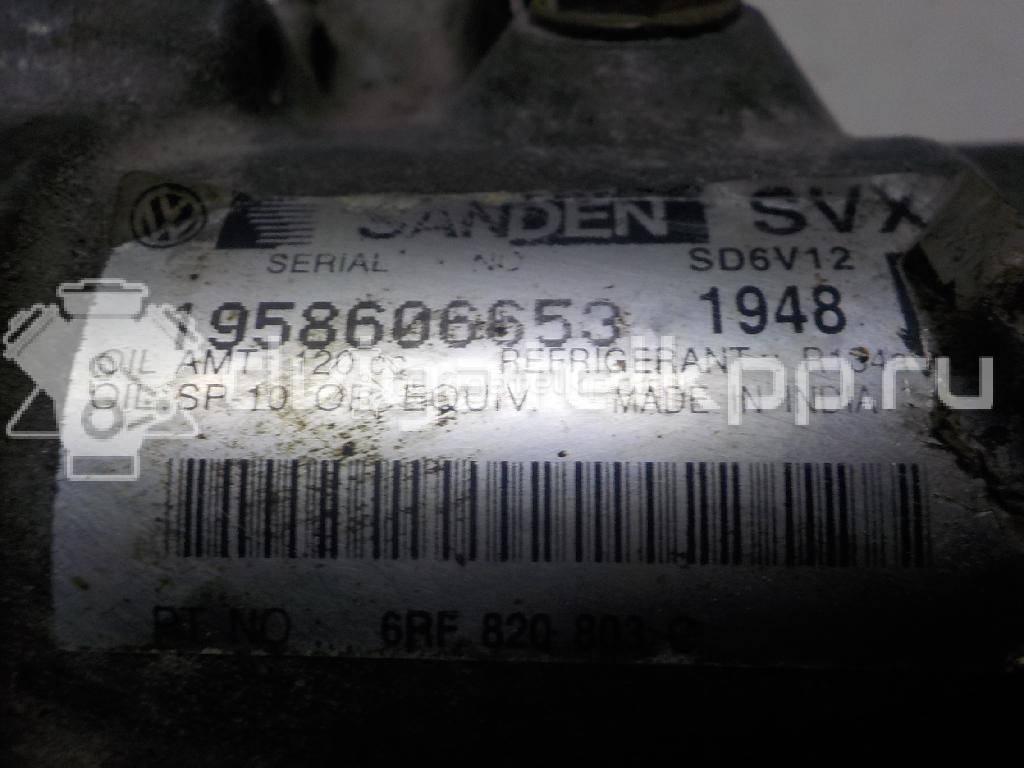 SANDEN SVX
SERIAL NO SD6V12
1958606653 1948
OIL AMT. 120 cc REFRIGERANT : R134a
OIL SP-10 OR EQUIV. MADE IN INDIA
PT NO 6RF 820 803 C